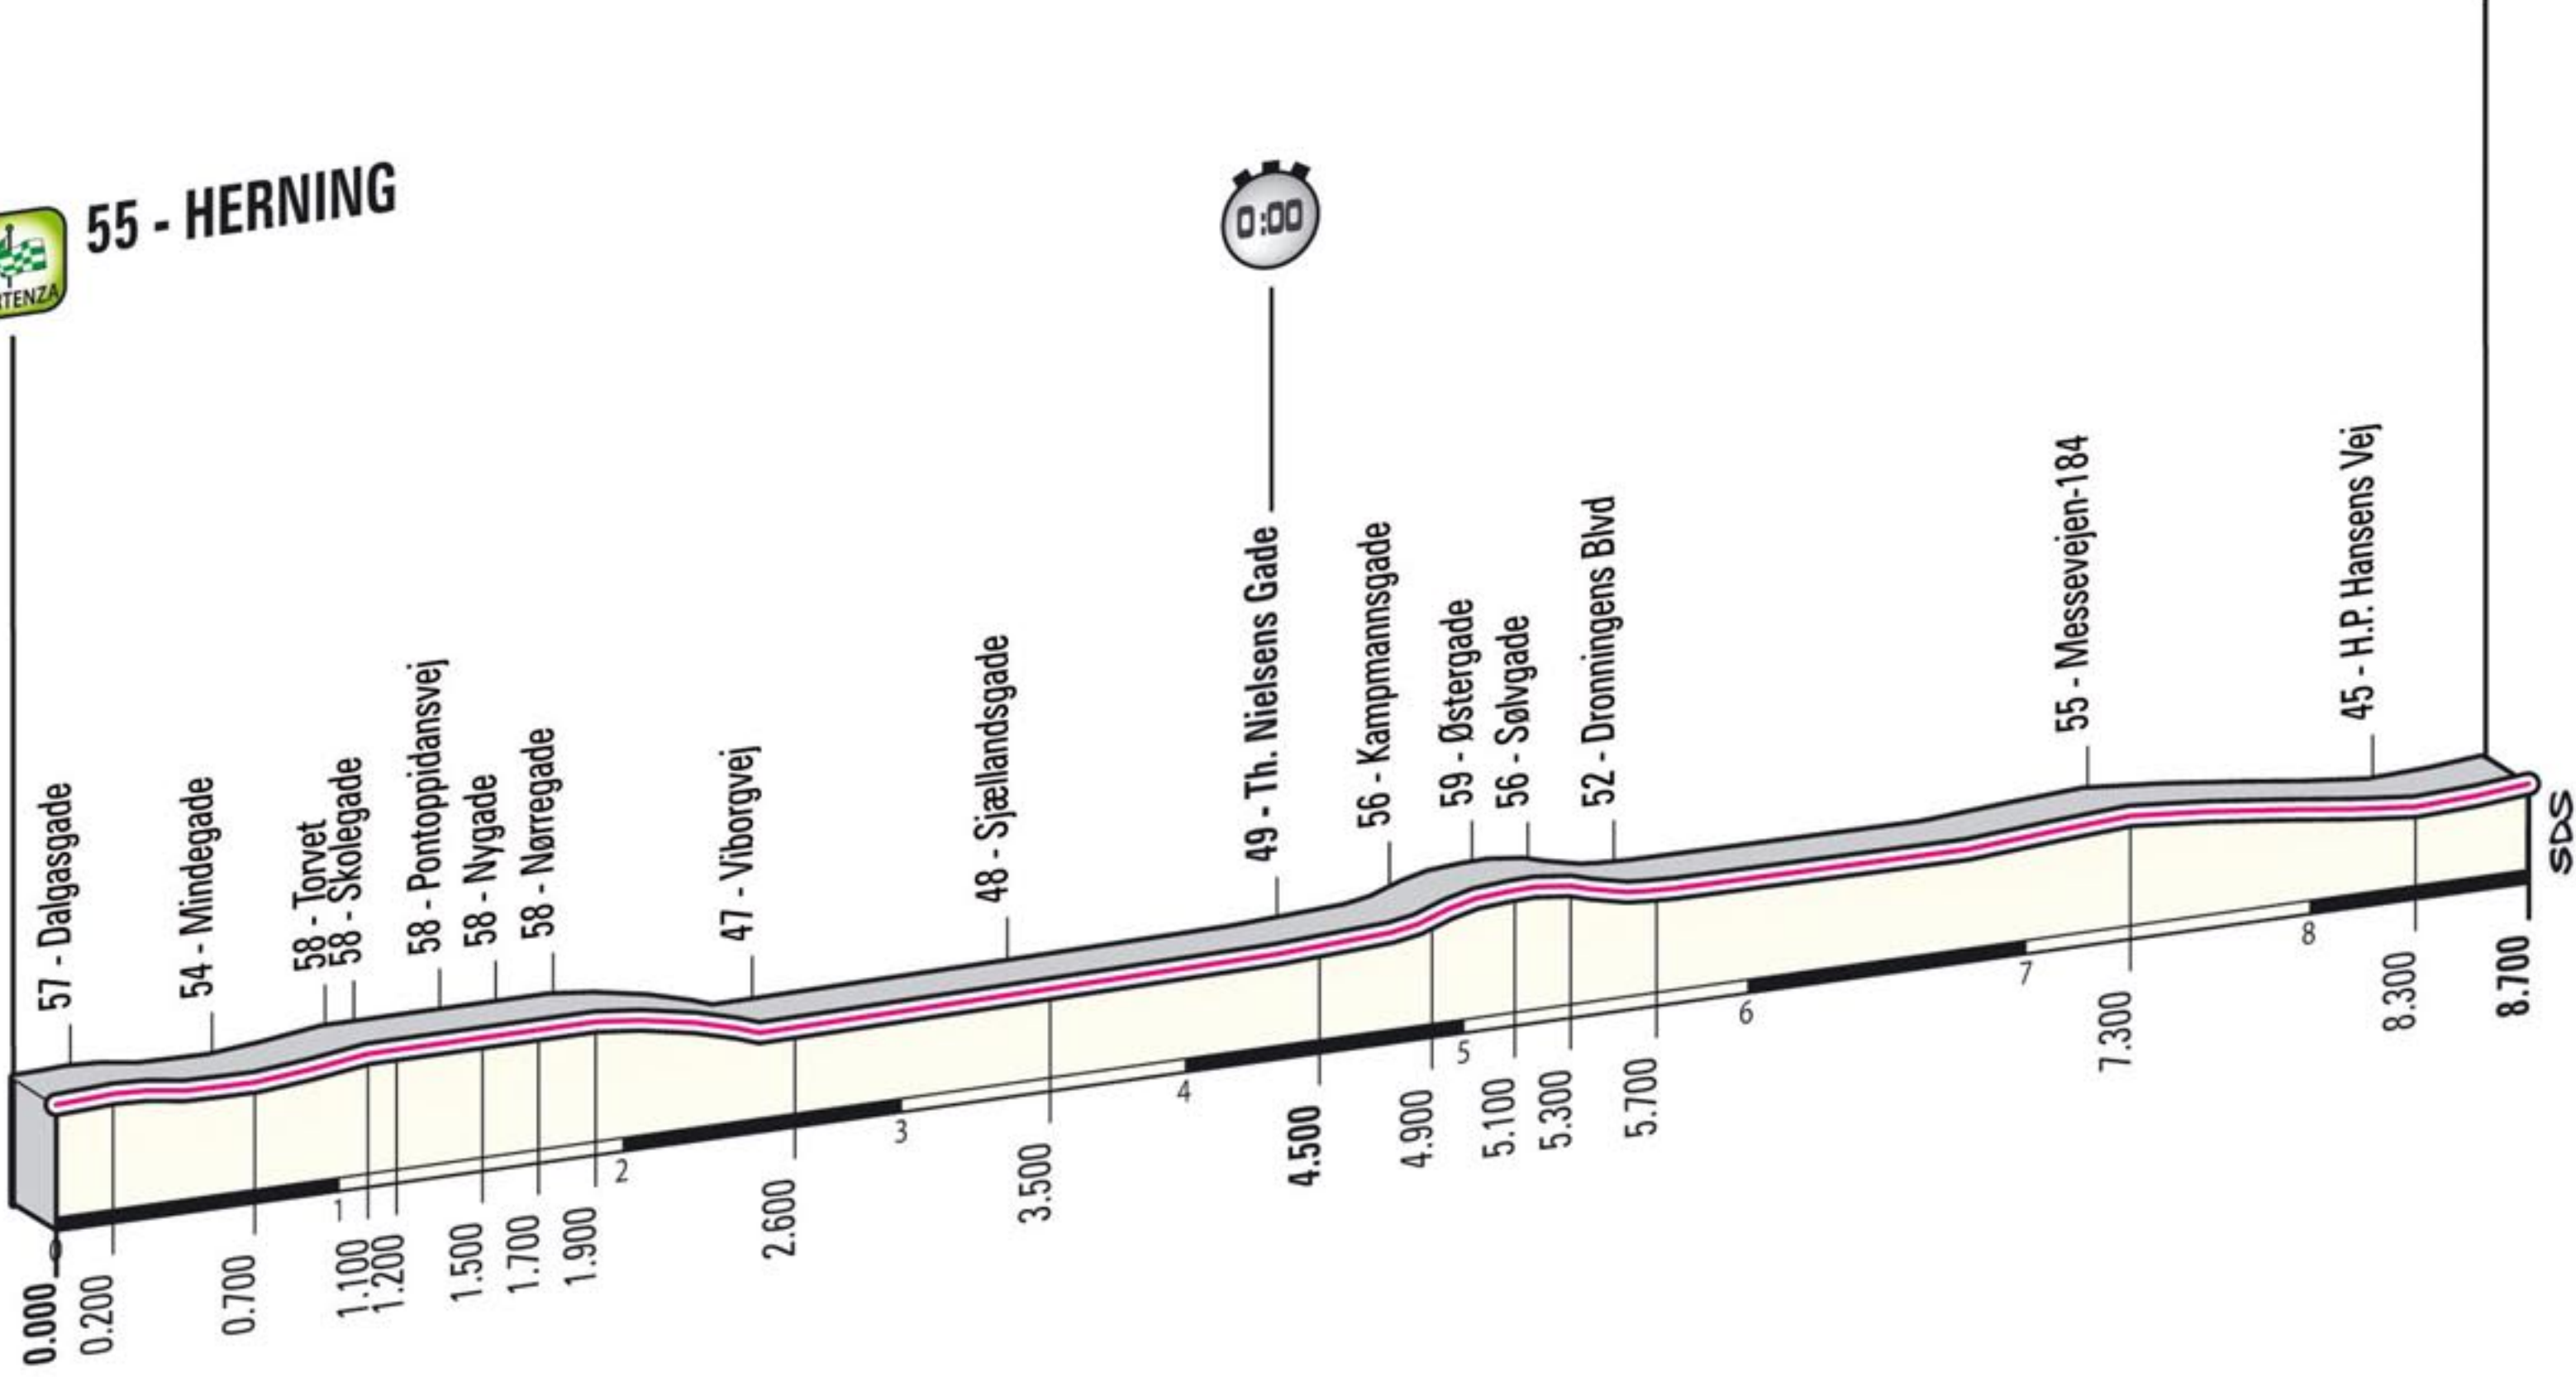 55 - HERNING
RTENZA
0:00
57 - Dalgasgade
54 - Mindegade
58 - Torvet
58 - Skolegade
58 - Pontoppidansvej
58 - Nygade
58 - Nørregade
47 - Viborgvej
48 - Sjællandsgade
49 - Th. Nielsens Gade
56 - Kampmannsgade
59 - Østergade
56 - Sølvgade
52 - Dronningens Blvd
55 - Messevejen-184
45 - H.P. Hansens Vej
SDS
0
1
2
3
4
5
6
7
8
0.000
0.200
0.700
1.100
1.200
1.500
1.700
1.900
2.600
3.500
4.500
4.900
5.100
5.300
5.700
7.300
8.300
8.700